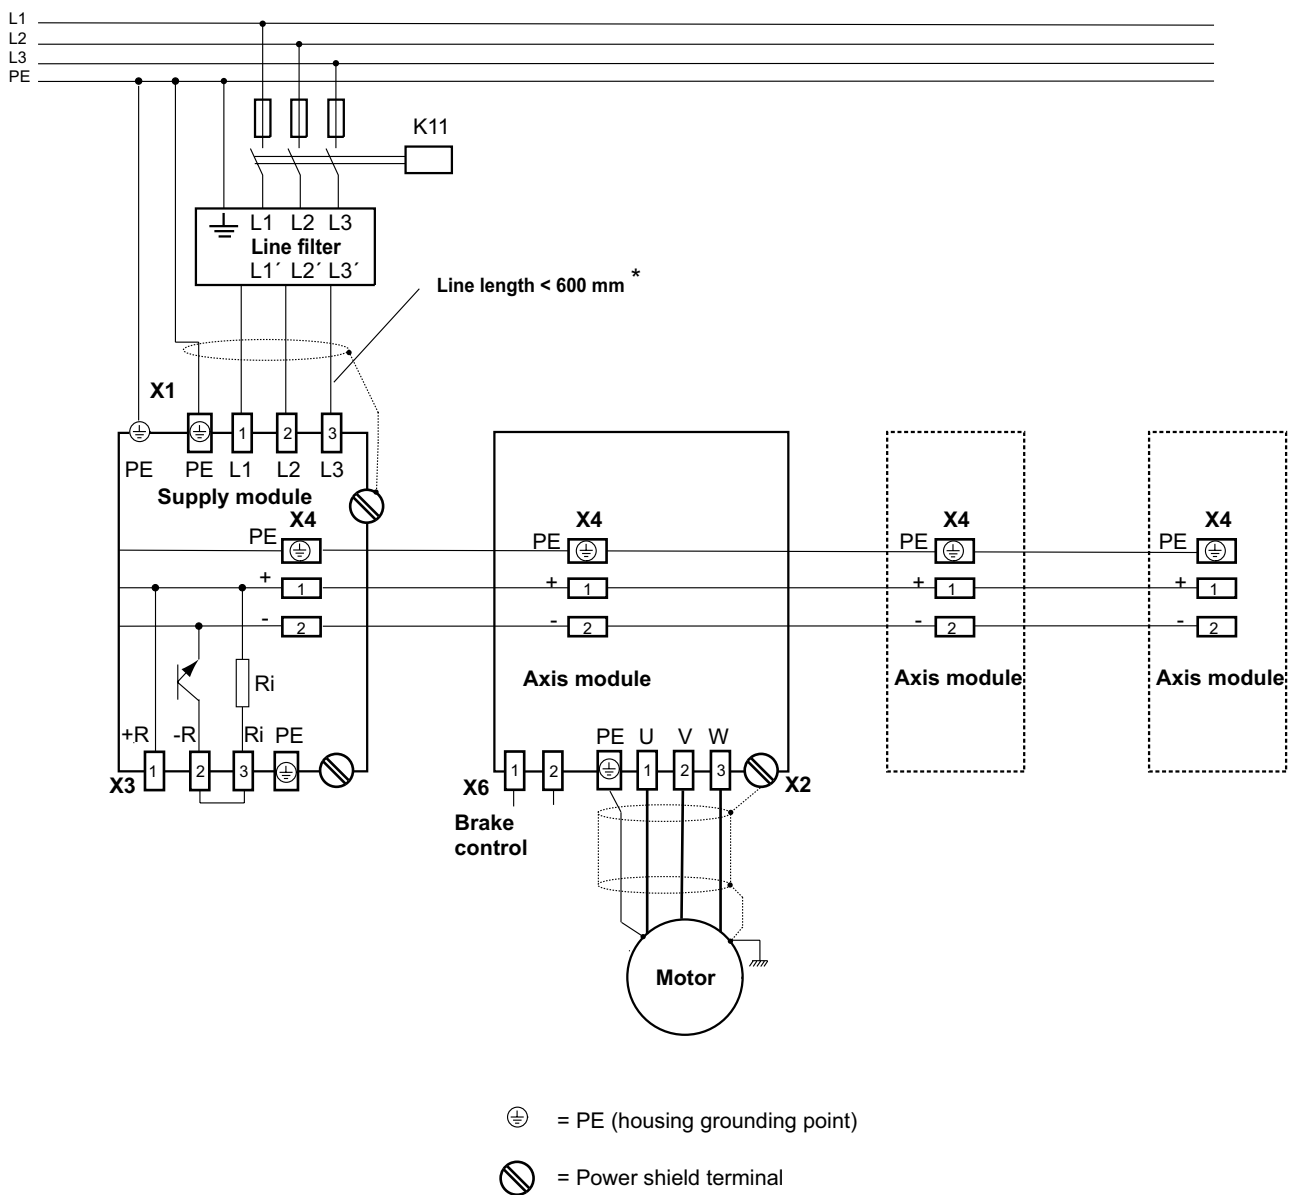 L1
L2
L3
PE
K11
L1 L2 L3
Line filter
L1´ L2´ L3´
Line length < 600 mm *
X1
1 2 3
PE PE L1 L2 L3
Supply module
X4 X4 X4 X4
PE PE PE PE
+ 1 + 1 + 1 + 1
- 2 - 2 - 2 - 2
Ri
Axis module Axis module Axis module
+R -R Ri PE
X3 1 2 3
PE U V W
X6 1 2 1 2 3 X2
Brake
control
Motor
= PE (housing grounding point)
= Power shield terminal